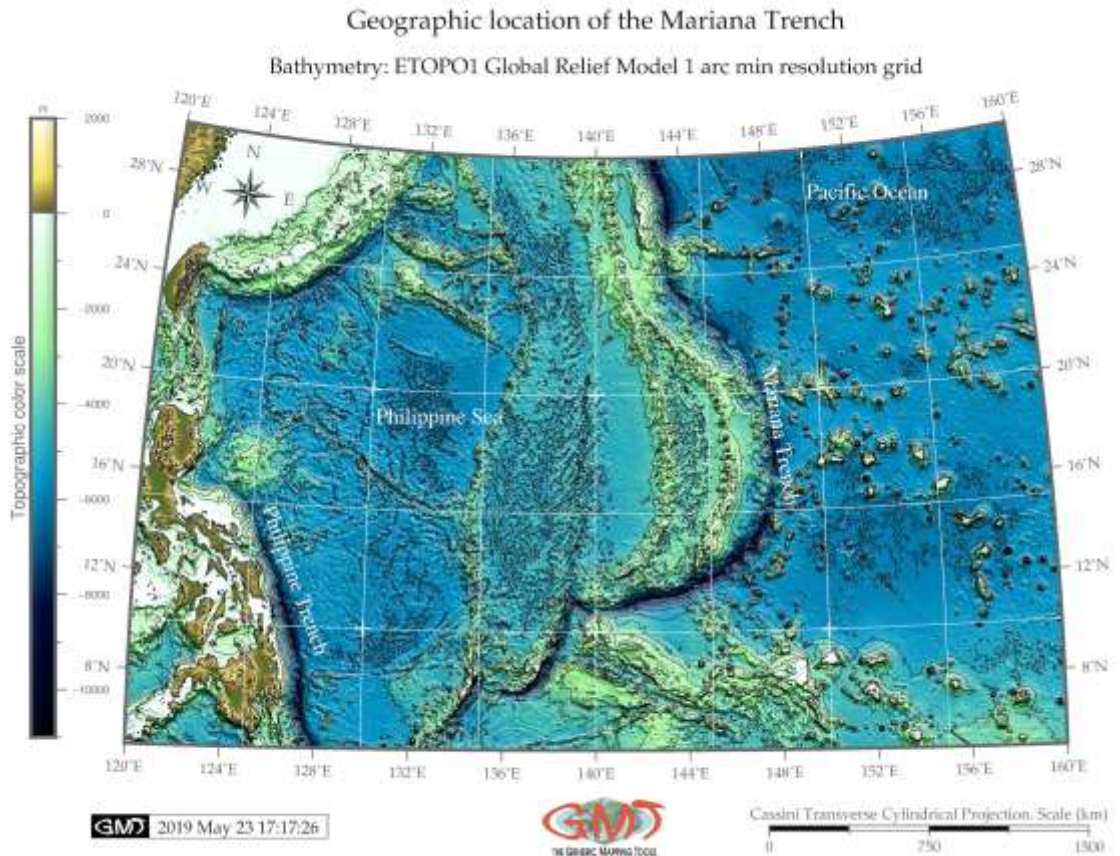 Geographic location of the Mariana Trench
Bathymetry: ETOPO1 Global Relief Model 1 arc min resolution grid
120°E
124°E
128°E
132°E
136°E
140°E
144°E
148°E
152°E
156°E
160°E
m
2000
0
-2000
-4000
-6000
-8000
-10000
Topographic color scale
28°N
24°N
20°N
16°N
12°N
8°N
N
W
E
Pacific Ocean
Philippine Sea
Mariana Trench
Philippine Trench
28°N
24°N
20°N
16°N
12°N
8°N
120°E
124°E
128°E
132°E
136°E
140°E
144°E
148°E
152°E
156°E
160°E
GMT 2019 May 23 17:17:26
GMT
THE GENERIC MAPPING TOOLS
Cassini Transverse Cylindrical Projection. Scale (km)
0
750
1500